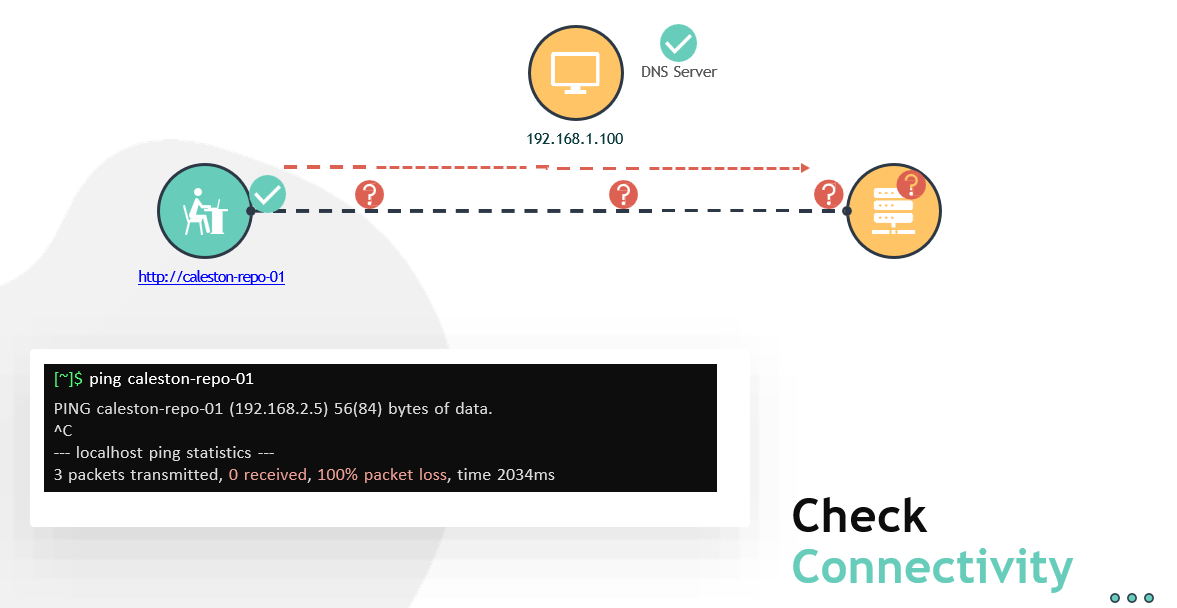 DNS Server
192.168.1.100
? ? ? ?
http://caleston-repo-01
[~]$ ping caleston-repo-01
PING caleston-repo-01 (192.168.2.5) 56(84) bytes of data.
^C
--- localhost ping statistics ---
3 packets transmitted, 0 received, 100% packet loss, time 2034ms
Check
Connectivity